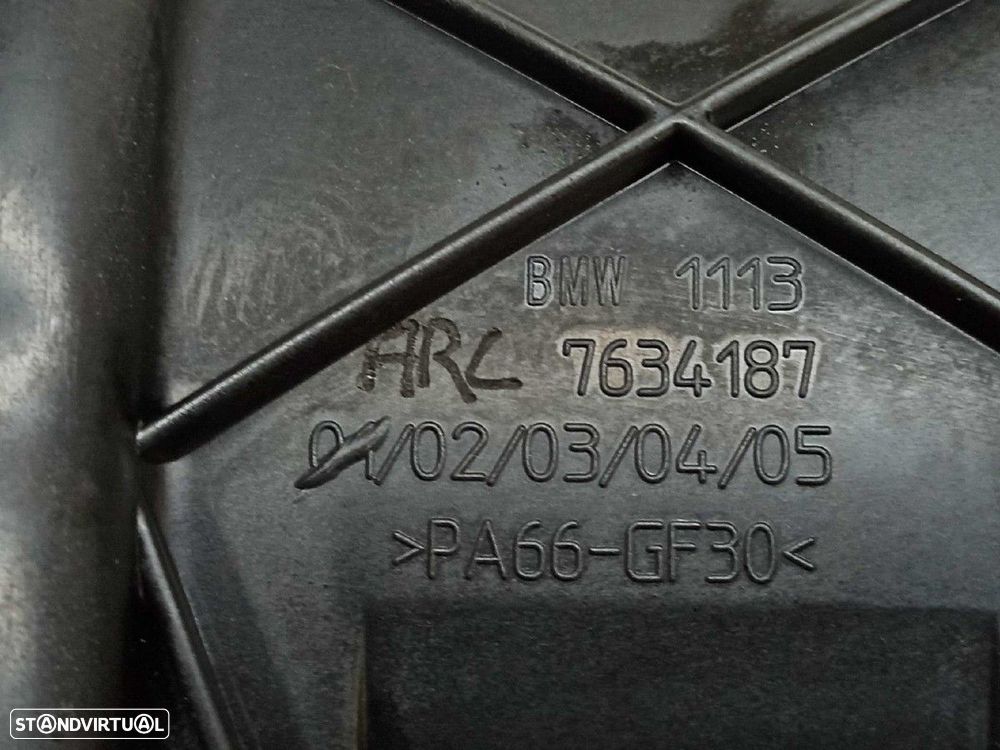 BMW 1113
ARC 7634187
01/02/03/04/05
>PA66-GF30<
STANDVIRTUAL